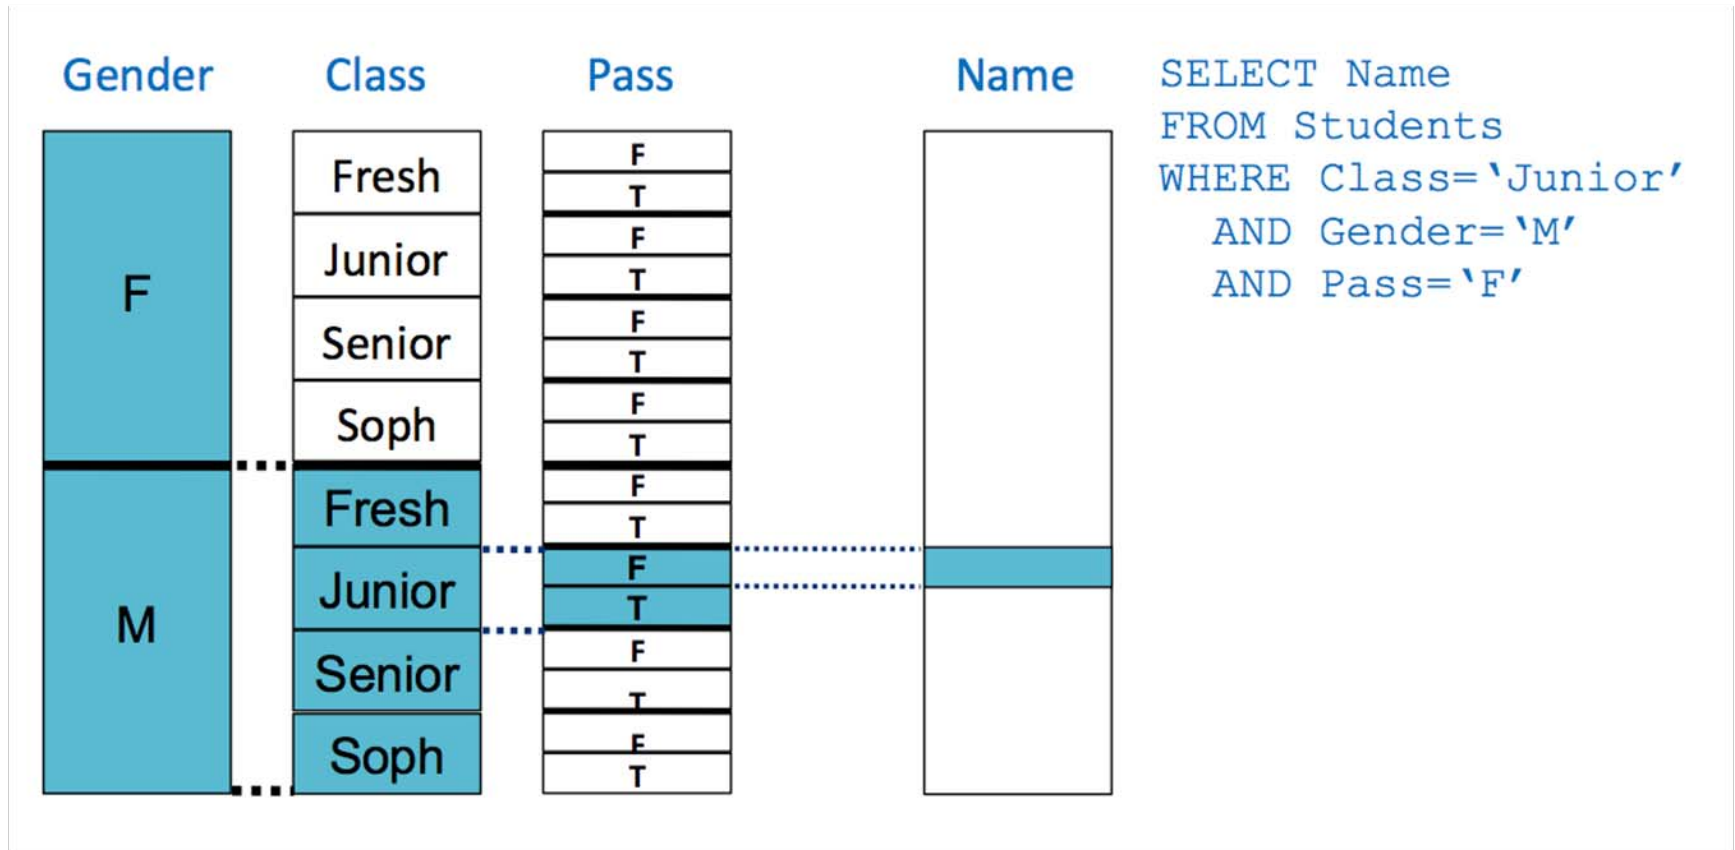 Gender Class Pass Name
F
M
Fresh
Junior
Senior
Soph
Fresh
Junior
Senior
Soph
F
T
F
T
F
T
F
T
F
T
F
T
F
T
F
T
SELECT Name
FROM Students
WHERE Class=‘Junior’
AND Gender=‘M’
AND Pass=‘F’